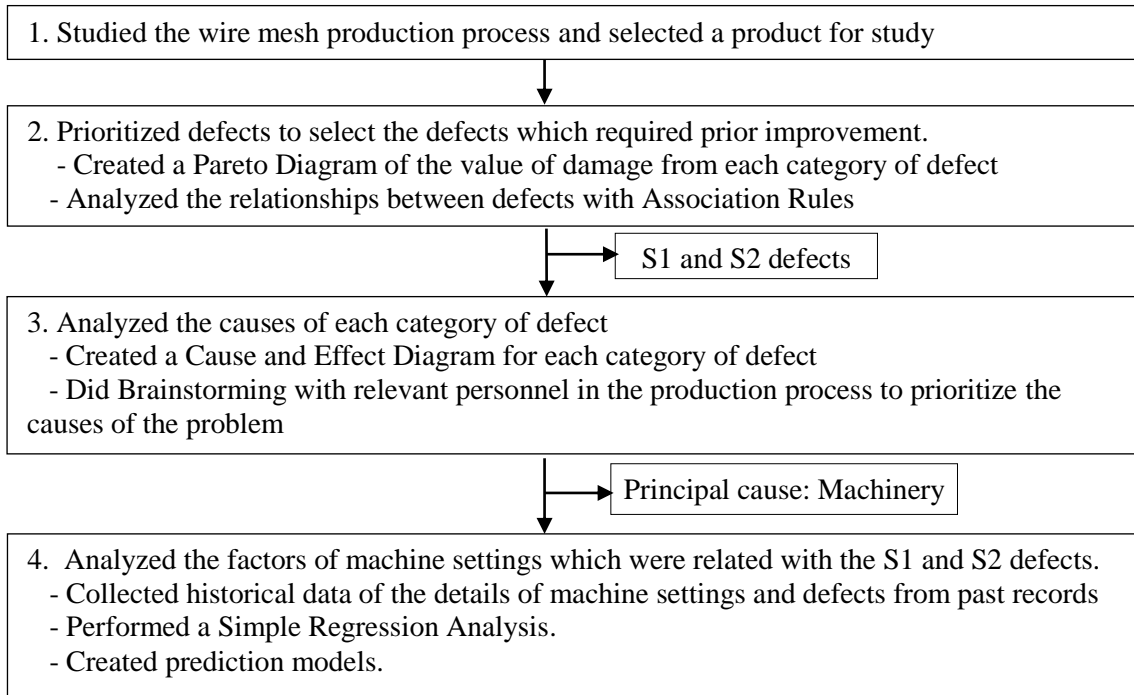 1. Studied the wire mesh production process and selected a product for study
2. Prioritized defects to select the defects which required prior improvement.
- Created a Pareto Diagram of the value of damage from each category of defect
- Analyzed the relationships between defects with Association Rules
S1 and S2 defects
3. Analyzed the causes of each category of defect
- Created a Cause and Effect Diagram for each category of defect
- Did Brainstorming with relevant personnel in the production process to prioritize the
causes of the problem
Principal cause: Machinery
4. Analyzed the factors of machine settings which were related with the S1 and S2 defects.
- Collected historical data of the details of machine settings and defects from past records
- Performed a Simple Regression Analysis.
- Created prediction models.